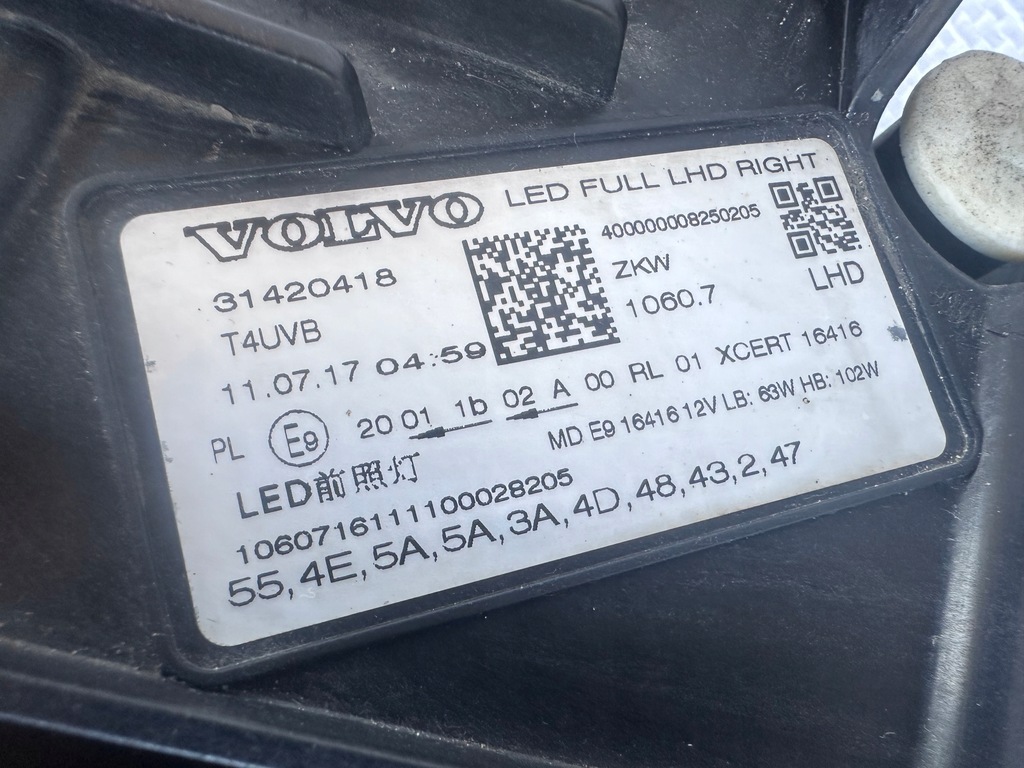 VOLVO LED FULL LHD RIGHT
31420418 400000008250205
T4UVB ZKW LHD
11.07.17 04:59 1060.7
PL E9 20 01 1b 02 A 00 RL 01 XCERT 16416
MD E9 16416 12V LB: 63W HB: 102W
LED前照灯
1060716111100028205
55,4E,5A,5A,3A,4D,48,43,2,47